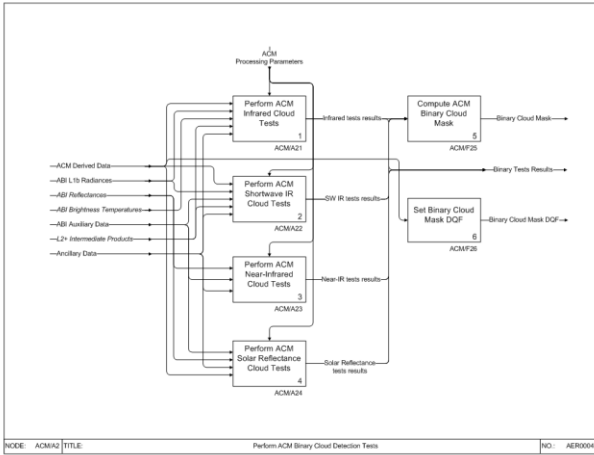 ACM
Processing Parameters
Perform ACM
Infrared Cloud
Tests
1
ACM/A21
Infrared tests results
Compute ACM
Binary Cloud
Mask
5
ACM/F25
Binary Cloud Mask
ACM Derived Data
ABI L1b Radiances
ABI Reflectances
ABI Brightness Temperatures
ABI Auxiliary Data
L2+ Intermediate Products
Ancillary Data
Perform ACM
Shortwave IR
Cloud Tests
2
ACM/A22
SW IR tests results
Binary Tests Results
Set Binary Cloud
Mask DQF
6
ACM/F26
Binary Cloud Mask DQF
Perform ACM
Near-Infrared
Cloud Tests
3
ACM/A23
Near-IR tests results
Perform ACM
Solar Reflectance
Cloud Tests
4
ACM/A24
Solar Reflectance
tests results
NODE: ACM/A2 TITLE: Perform ACM Binary Cloud Detection Tests NO.: AER0004